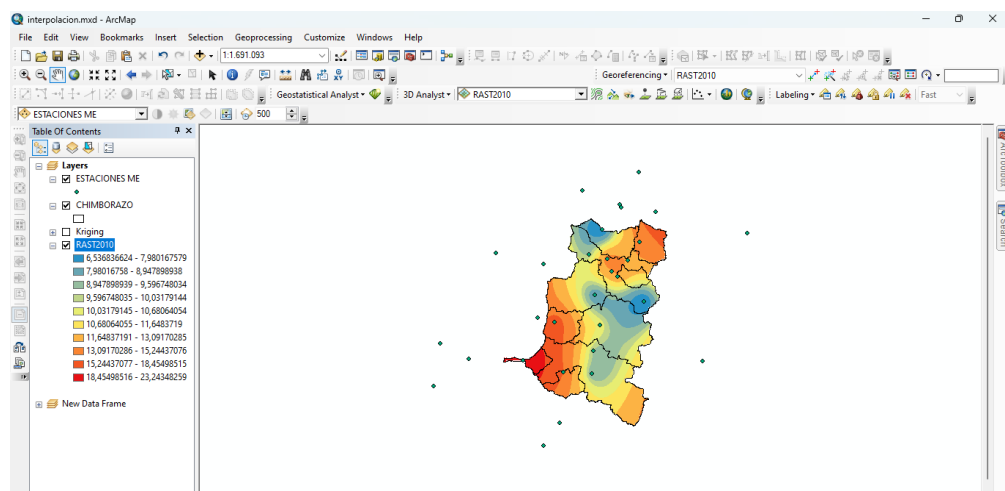 interpolacion.mxd - ArcMap
File Edit View Bookmarks Insert Selection Geoprocessing Customize Windows Help
1:1.691.093
Georeferencing RAST2010
Geostatistical Analyst 3D Analyst RAST2010 Labeling Fast
ESTACIONES ME 500
Table Of Contents
Layers
ESTACIONES ME
CHIMBORAZO
Kriging
RAST2010
6,536836624 - 7,980167579
7,98016758 - 8,947898938
8,947898939 - 9,596748034
9,596748035 - 10,03179144
10,03179145 - 10,68064054
10,68064055 - 11,6483719
11,64837191 - 13,09170285
13,09170286 - 15,24437076
15,24437077 - 18,45498515
18,45498516 - 23,24348259
New Data Frame
ArcToolbox
Search